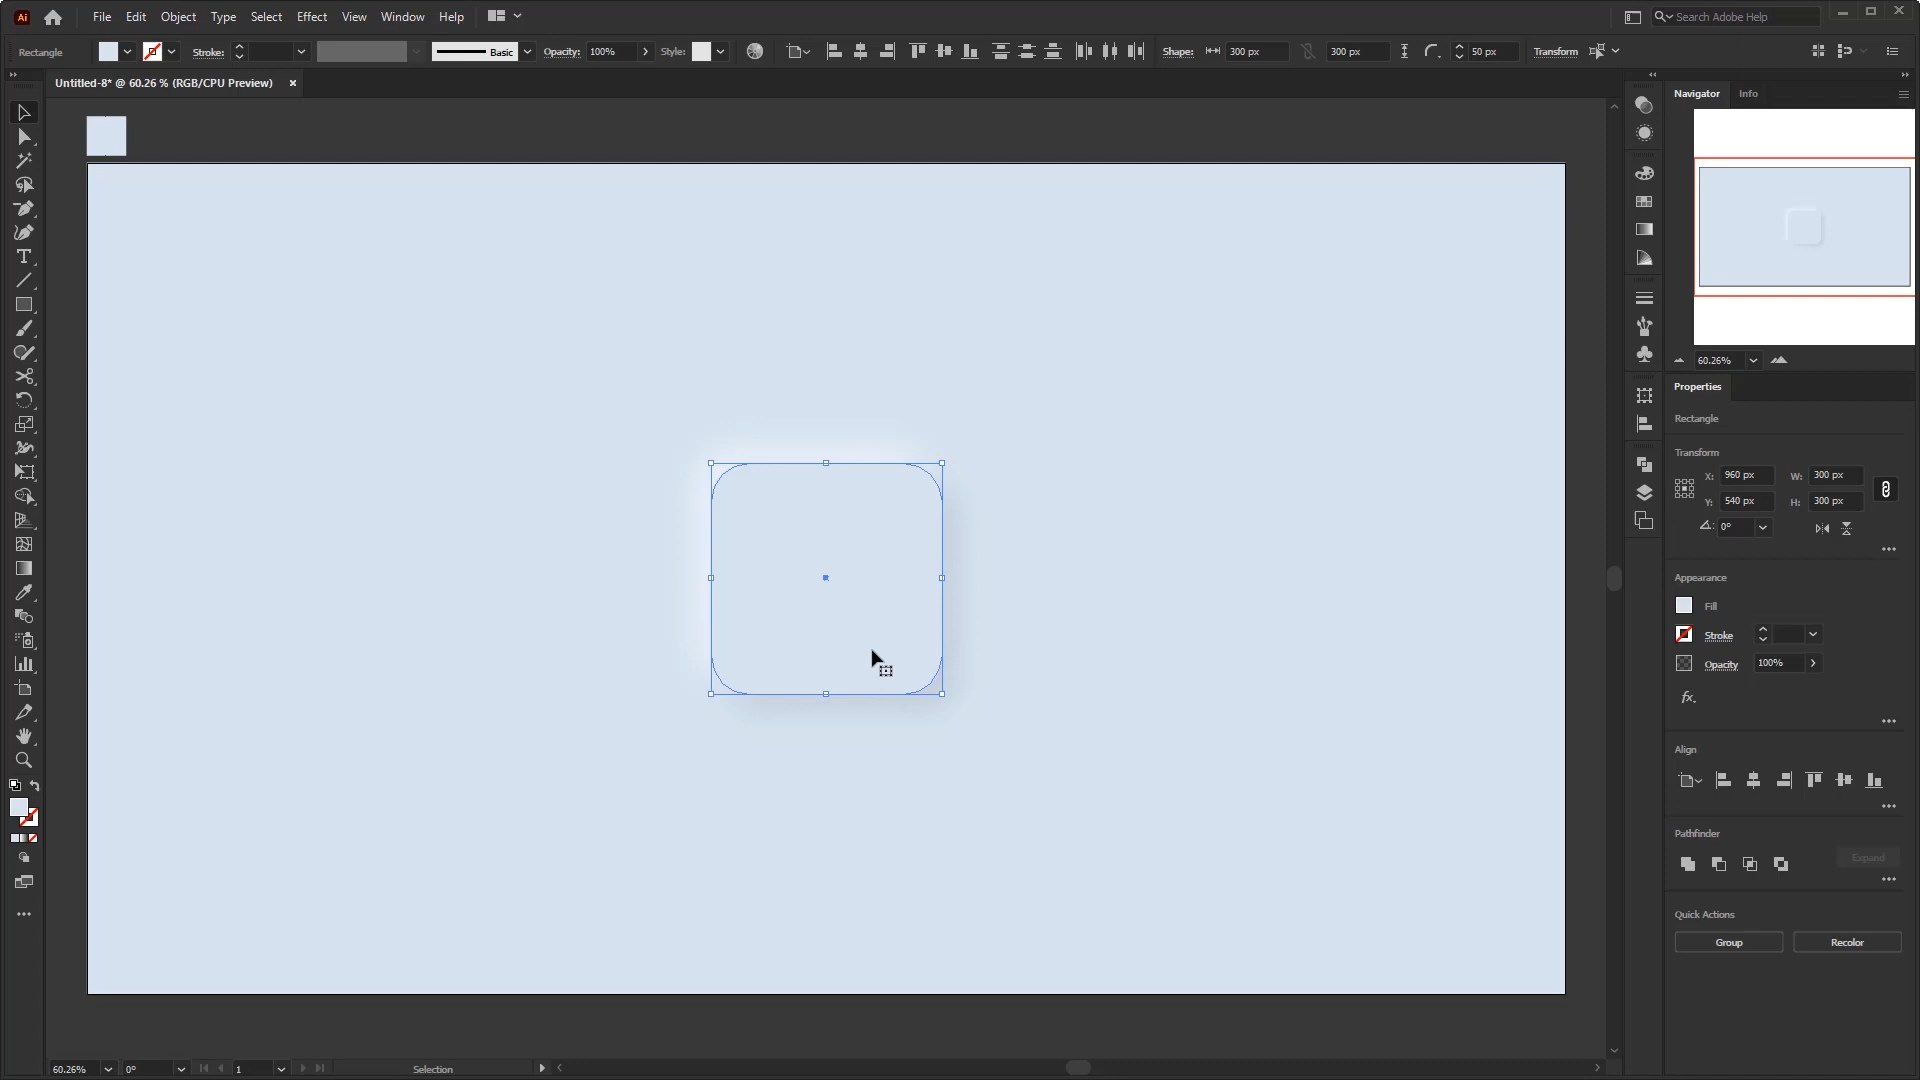 Ai File Edit Object Type Select Effect View Window Help Search Adobe Help
Rectangle Stroke: Basic Opacity: 100% Style: Shape: 300 px 300 px 50 px Transform
Untitled-8* @ 60.26 % (RGB/CPU Preview) ×
Navigator Info
60.26%
Properties
Rectangle
Transform
X: 960 px W: 300 px
Y: 540 px H: 300 px
0°
Appearance
Fill
Stroke
Opacity 100%
fx.
Align
Pathfinder
Expand
Quick Actions
Group Recolor
60.26% 0° 1 Selection